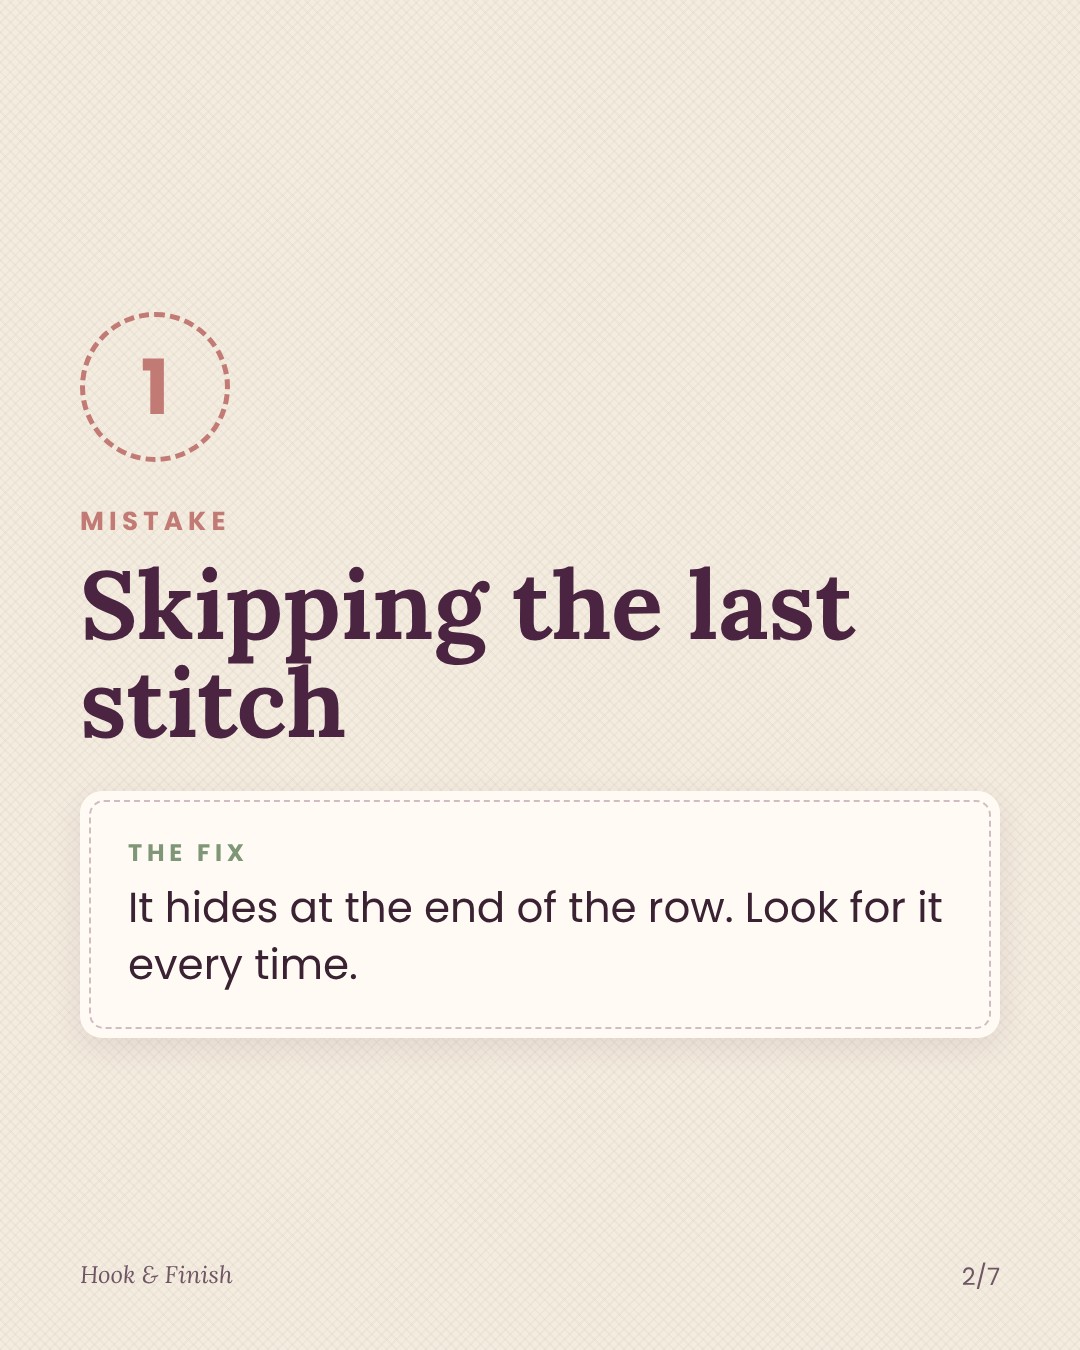 1
MISTAKE
Skipping the last
stitch
THE FIX
It hides at the end of the row. Look for it
every time.
Hook & Finish
2/7